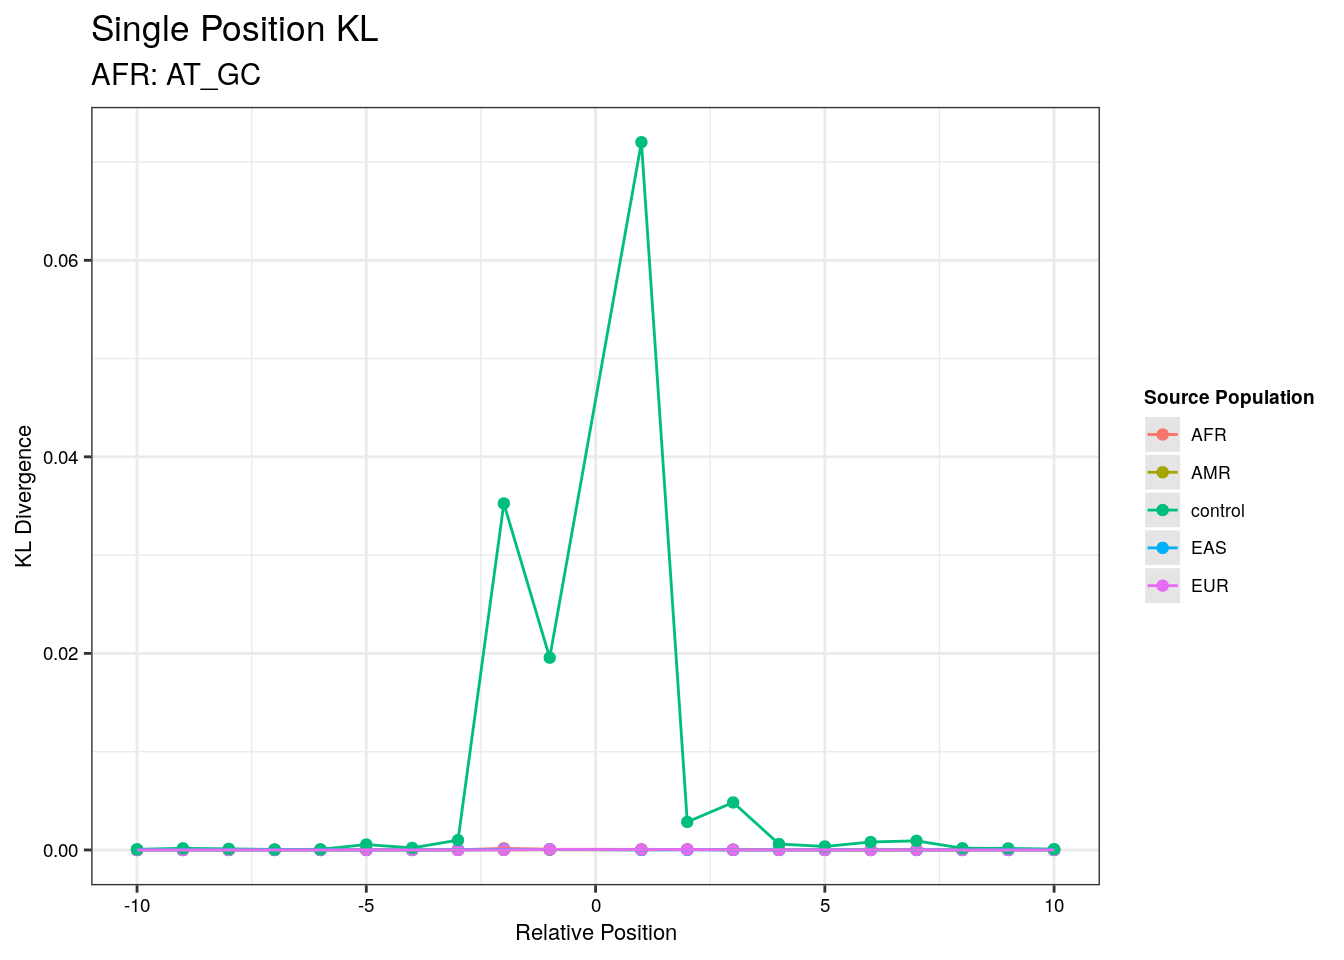 Single Position KL
AFR: AT_GC
KL Divergence
0.06
0.04
0.02
0.00
-10
-5
0
5
10
Relative Position
Source Population
AFR
AMR
control
EAS
EUR